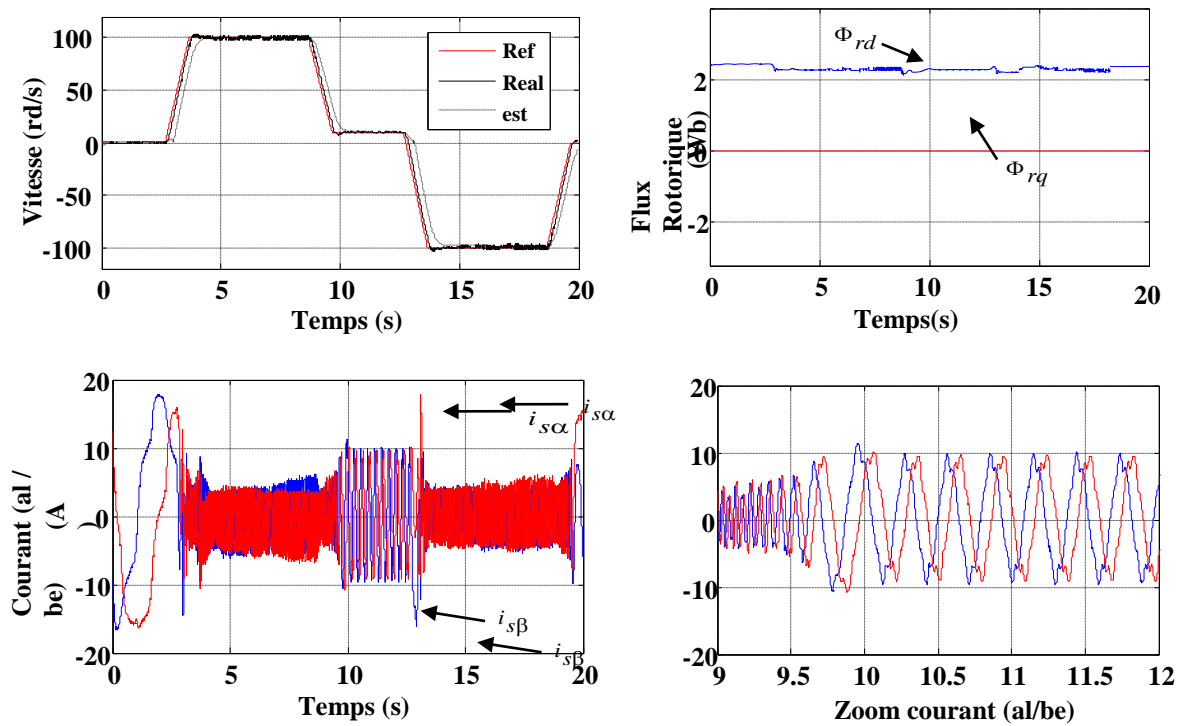 100
50
0
-50
-100
Vitesse (rd/s)
Ref
Real
est
0
5
10
15
20
Temps (s)
2
0
-2
Flux
Rotorique
(Wb)
Φrd
Φrq
0
5
10
15
20
Temps(s)
20
10
0
-10
-20
Courant (al /
be) (A
)
isα
isα
isβ
isβ
0
5
10
15
20
Temps (s)
20
10
0
-10
-20
9
9.5
10
10.5
11
11.5
12
Zoom courant (al/be)